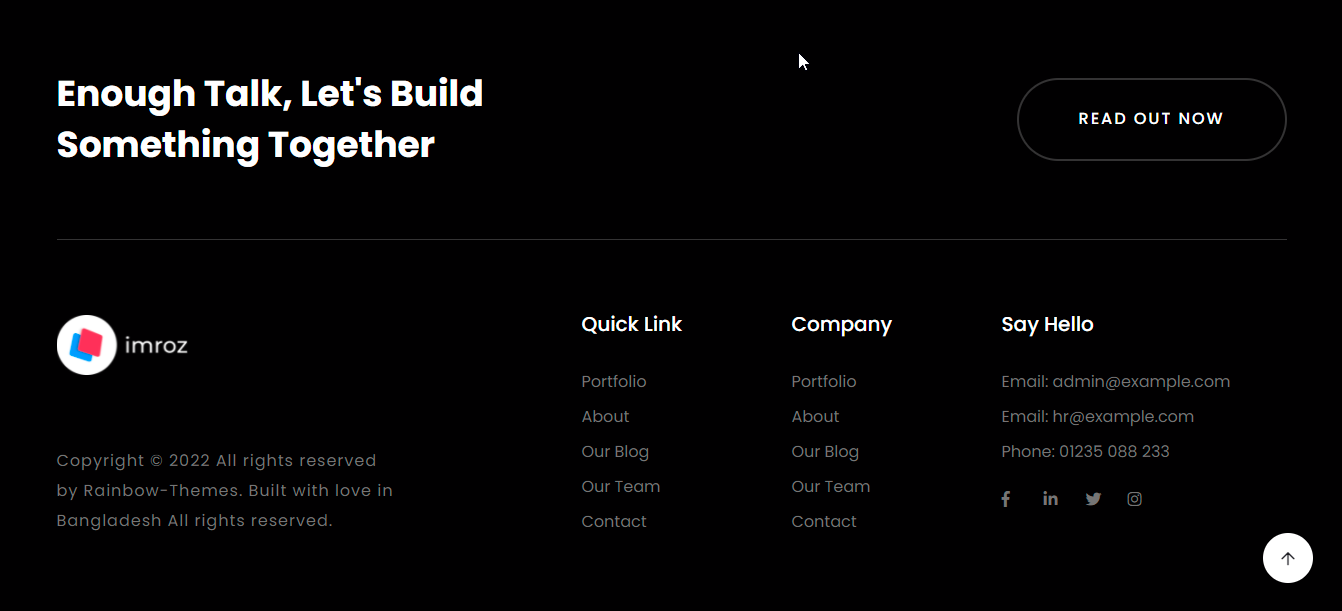 Enough Talk, Let's Build
Something Together
READ OUT NOW
imroz
Copyright © 2022 All rights reserved
by Rainbow-Themes. Built with love in
Bangladesh All rights reserved.
Quick Link
Portfolio
About
Our Blog
Our Team
Contact
Company
Portfolio
About
Our Blog
Our Team
Contact
Say Hello
Email: admin@example.com
Email: hr@example.com
Phone: 01235 088 233